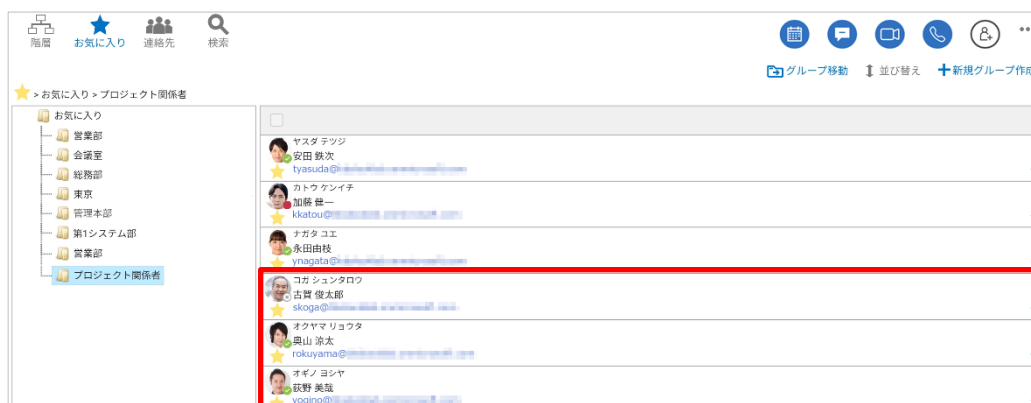 階層 お気に入り 連絡先 検索
グループ移動 並び替え 新規グループ作成
> お気に入り > プロジェクト関係者
お気に入り
営業部
会議室
総務部
東京
管理本部
第1システム部
営業部
プロジェクト関係者
ヤスダ テツジ
安田 鉄次
tyasuda@
カトウ ケンイチ
加藤 健一
kkatou@
ナガタ ユエ
永田由枝
ynagata@
コガ シュンタロウ
古賀 俊太郎
skoga@
オクヤマ リョウタ
奥山 涼太
rokuyama@
オギノ ヨシヤ
荻野 美哉
yogino@